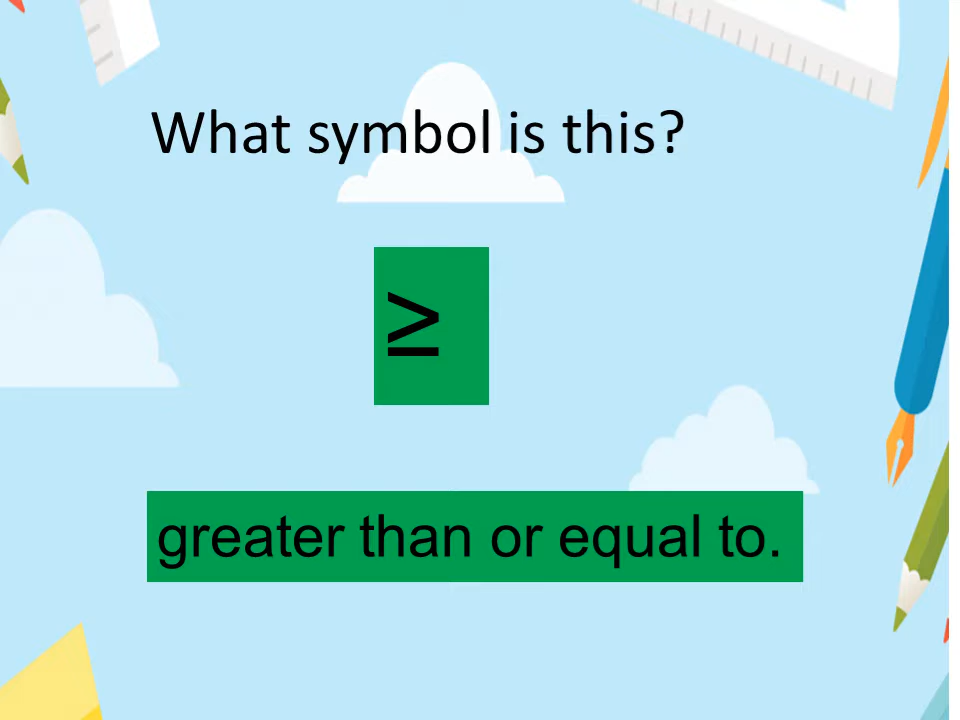 What symbol is this?
≥
greater than or equal to.